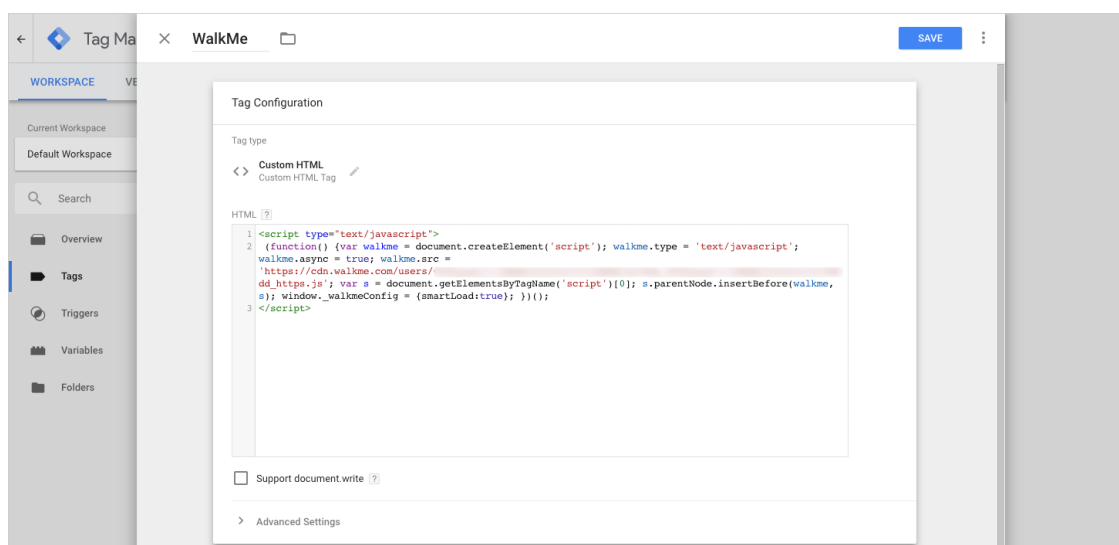 Tag Ma
WalkMe
SAVE
WORKSPACE
VE
Current Workspace
Default Workspace
Search
Overview
Tags
Triggers
Variables
Folders
Tag Configuration
Tag type
Custom HTML
Custom HTML Tag
HTML ?
1 <script type="text/javascript">
2 (function() {var walkme = document.createElement('script'); walkme.type = 'text/javascript';
walkme.async = true; walkme.src =
'https://cdn.walkme.com/users/
dd_https.js'; var s = document.getElementsByTagName('script')[0]; s.parentNode.insertBefore(walkme,
s); window._walkmeConfig = {smartLoad:true}; })();
3 </script>
Support document.write ?
Advanced Settings